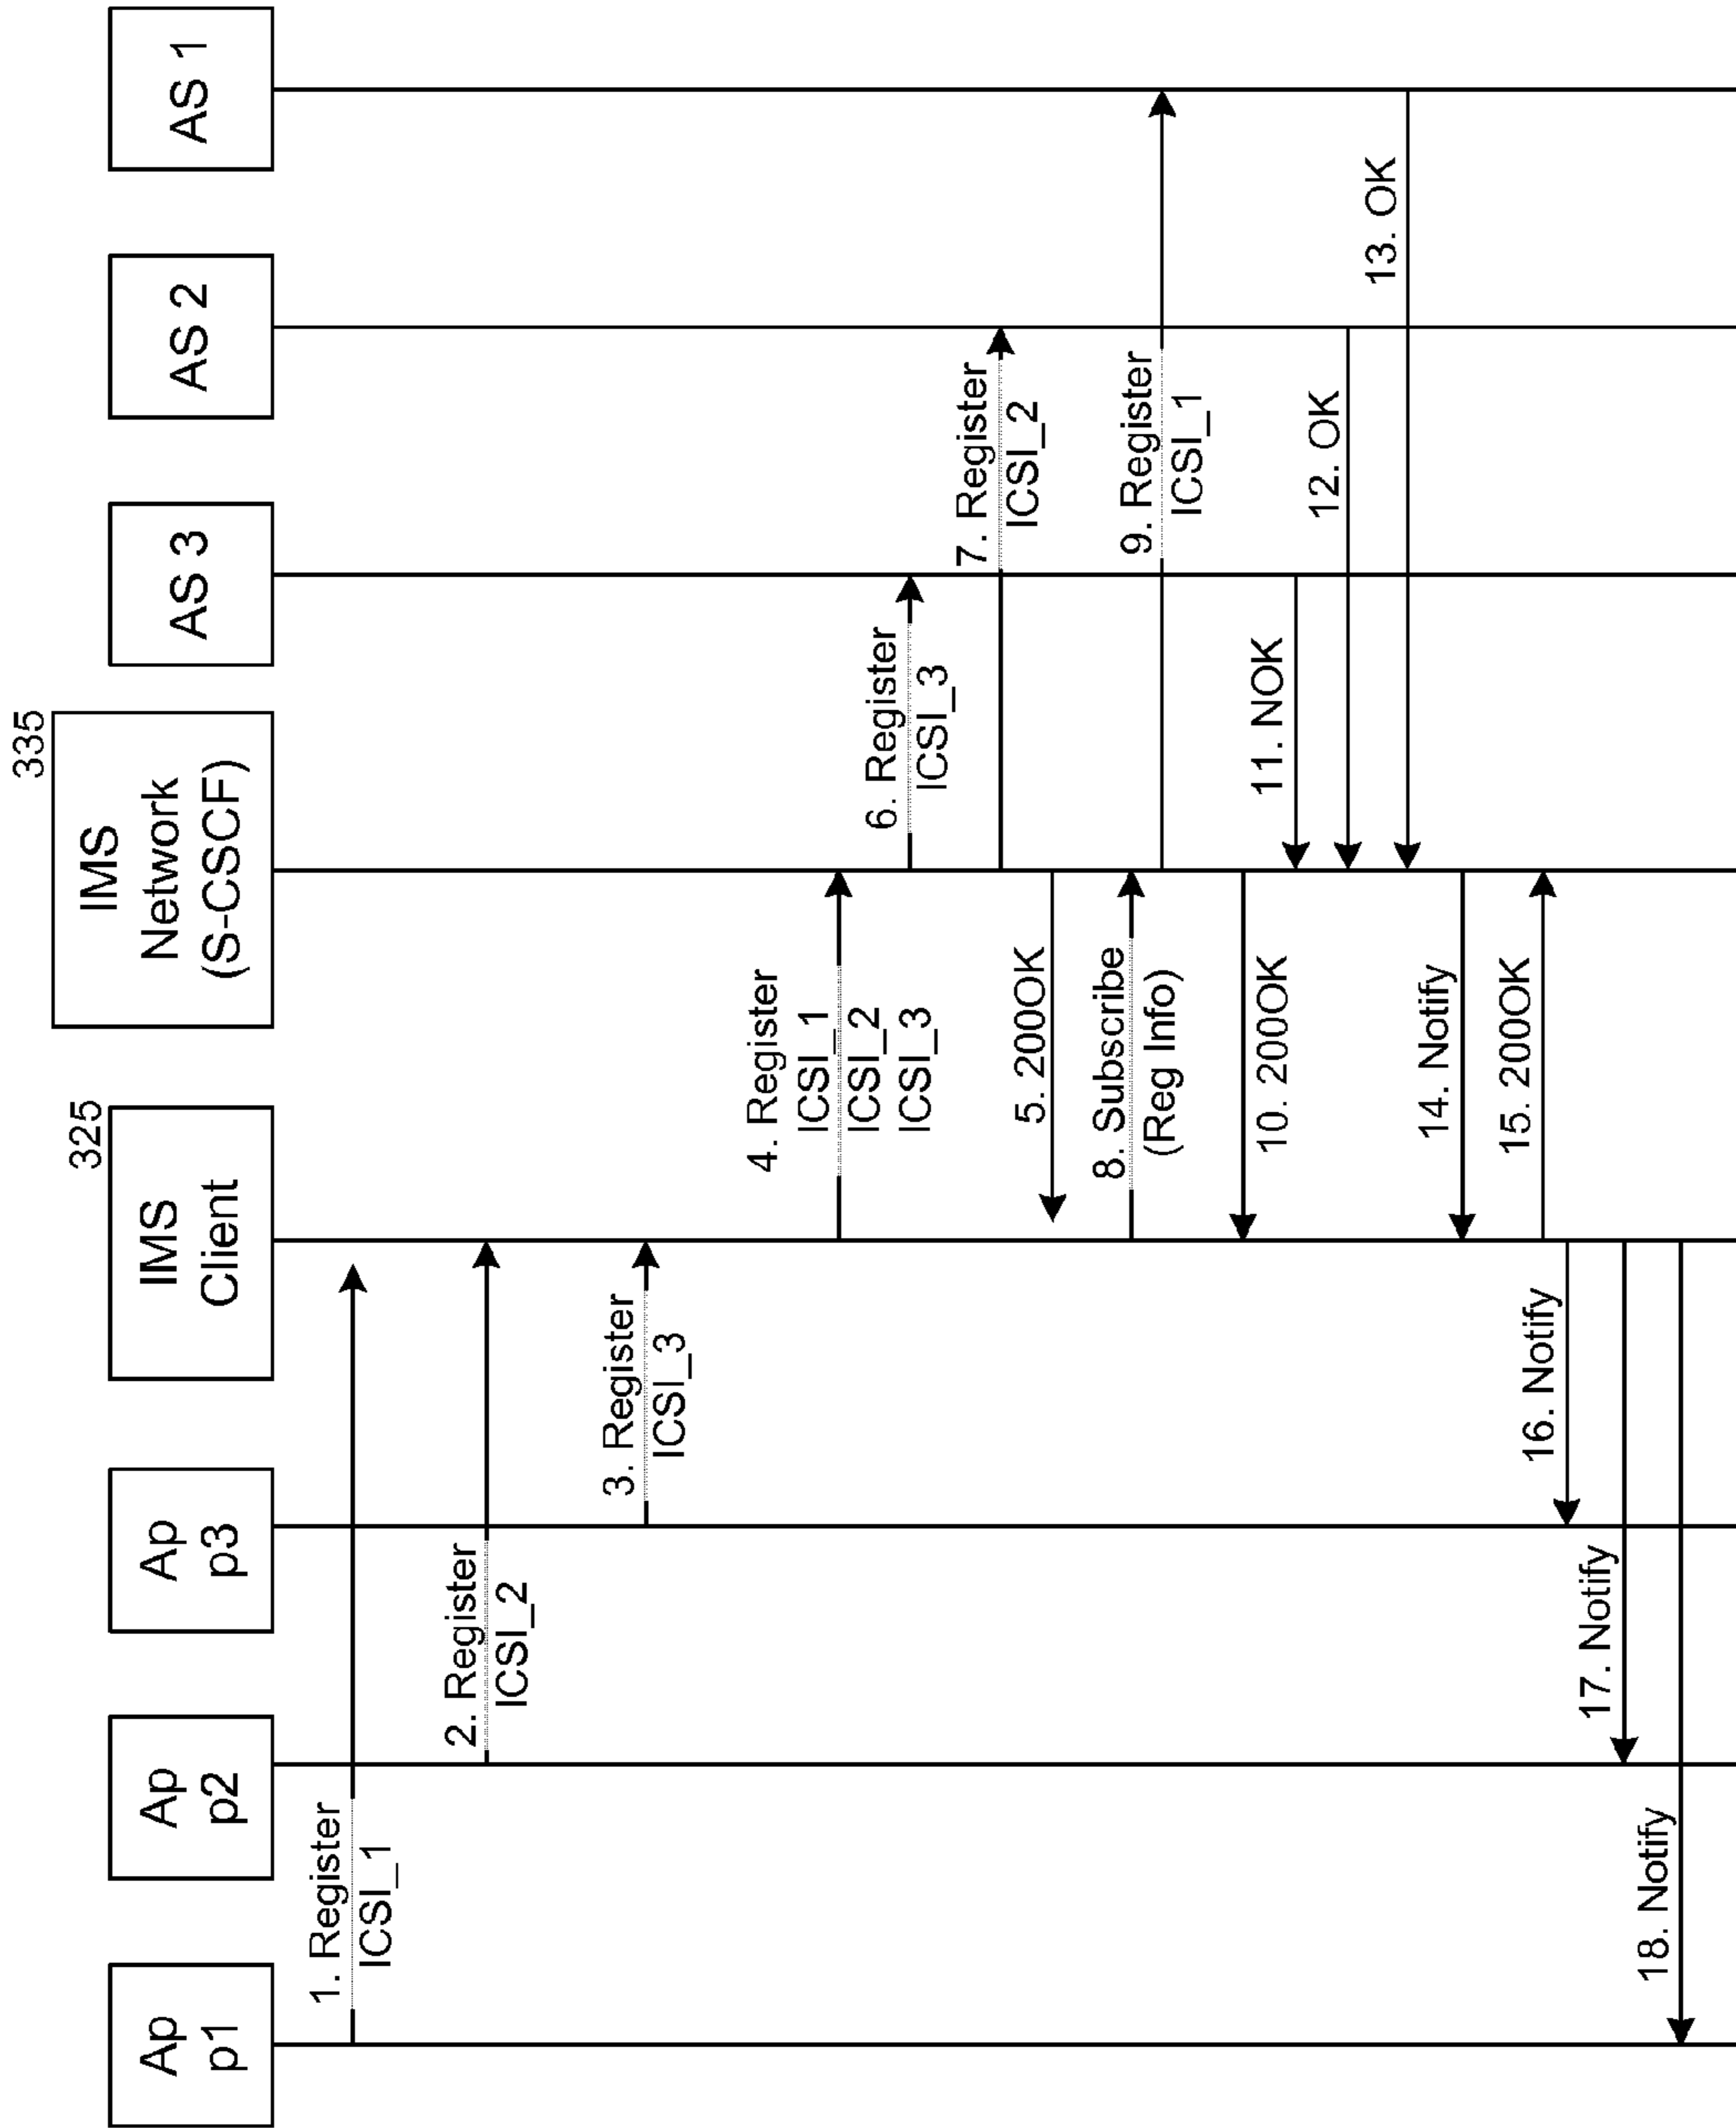 Ap
p1
Ap
p2
Ap
p3
325
IMS
Client
335
IMS
Network
(S-CSCF)
AS 3
AS 2
AS 1
1. Register
ICSI_1
2. Register
ICSI_2
3. Register
ICSI_3
4. Register
ICSI_1
ICSI_2
ICSI_3
6. Register
ICSI_3
7. Register
ICSI_2
5. 200OK
8. Subscribe
(Reg Info)
9. Register
ICSI_1
10. 200OK
11. NOK
12. OK
13. OK
14. Notify
15. 200OK
16. Notify
17. Notify
18. Notify